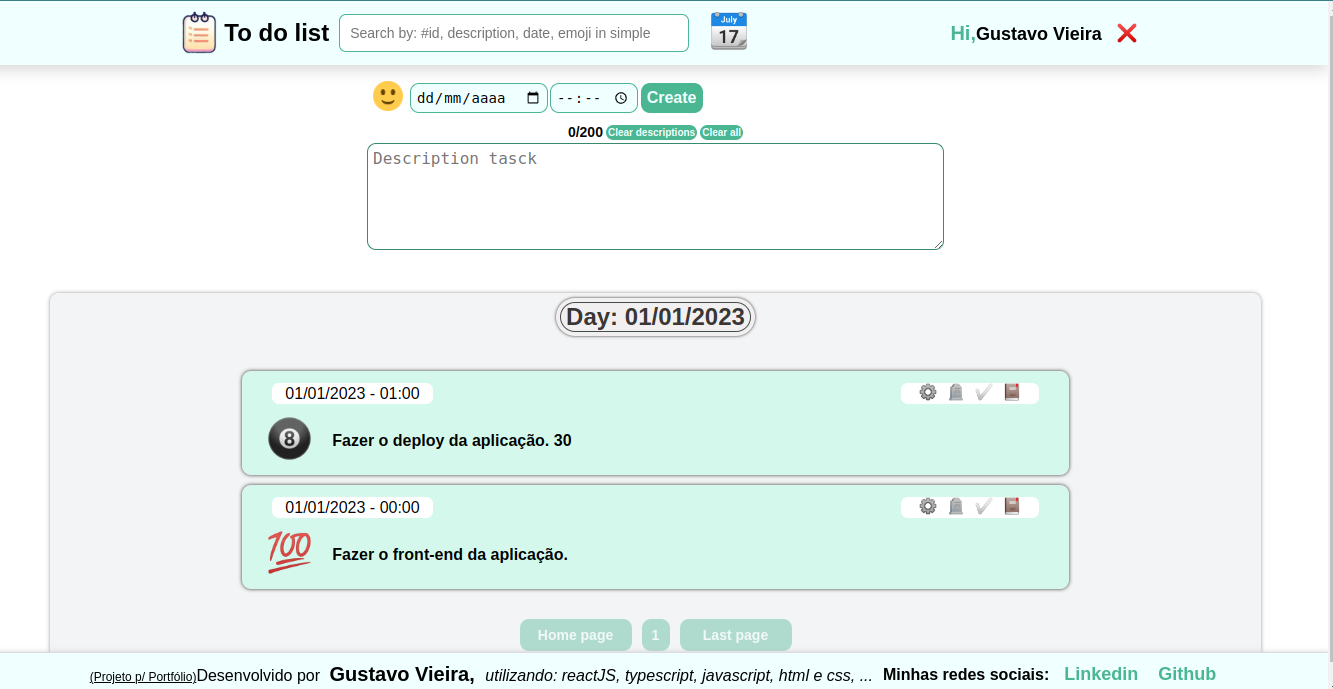 To do list Search by: #id, description, date, emoji in simple July 17 Hi,Gustavo Vieira
dd/mm/aaaa --:-- Create
0/200 Clear descriptions Clear all
Description tasck
Day: 01/01/2023
01/01/2023 - 01:00
8 Fazer o deploy da aplicação. 30
01/01/2023 - 00:00
100 Fazer o front-end da aplicação.
Home page 1 Last page
(Projeto p/ Portfólio)Desenvolvido por Gustavo Vieira, utilizando: reactJS, typescript, javascript, html e css, ... Minhas redes sociais: Linkedin Github